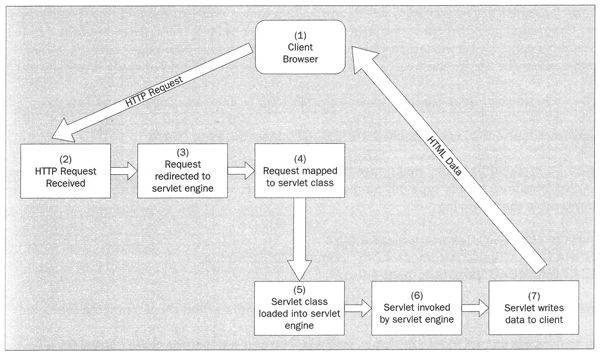 (1)
Client
Browser
HTTP Request
(2)
HTTP Request
Received
(3)
Request
redirected to
servlet engine
(4)
Request mapped
to servlet class
(5)
Servlet class
loaded into servlet
engine
(6)
Servlet invoked
by servlet engine
(7)
Servlet writes
data to client
HTML Data